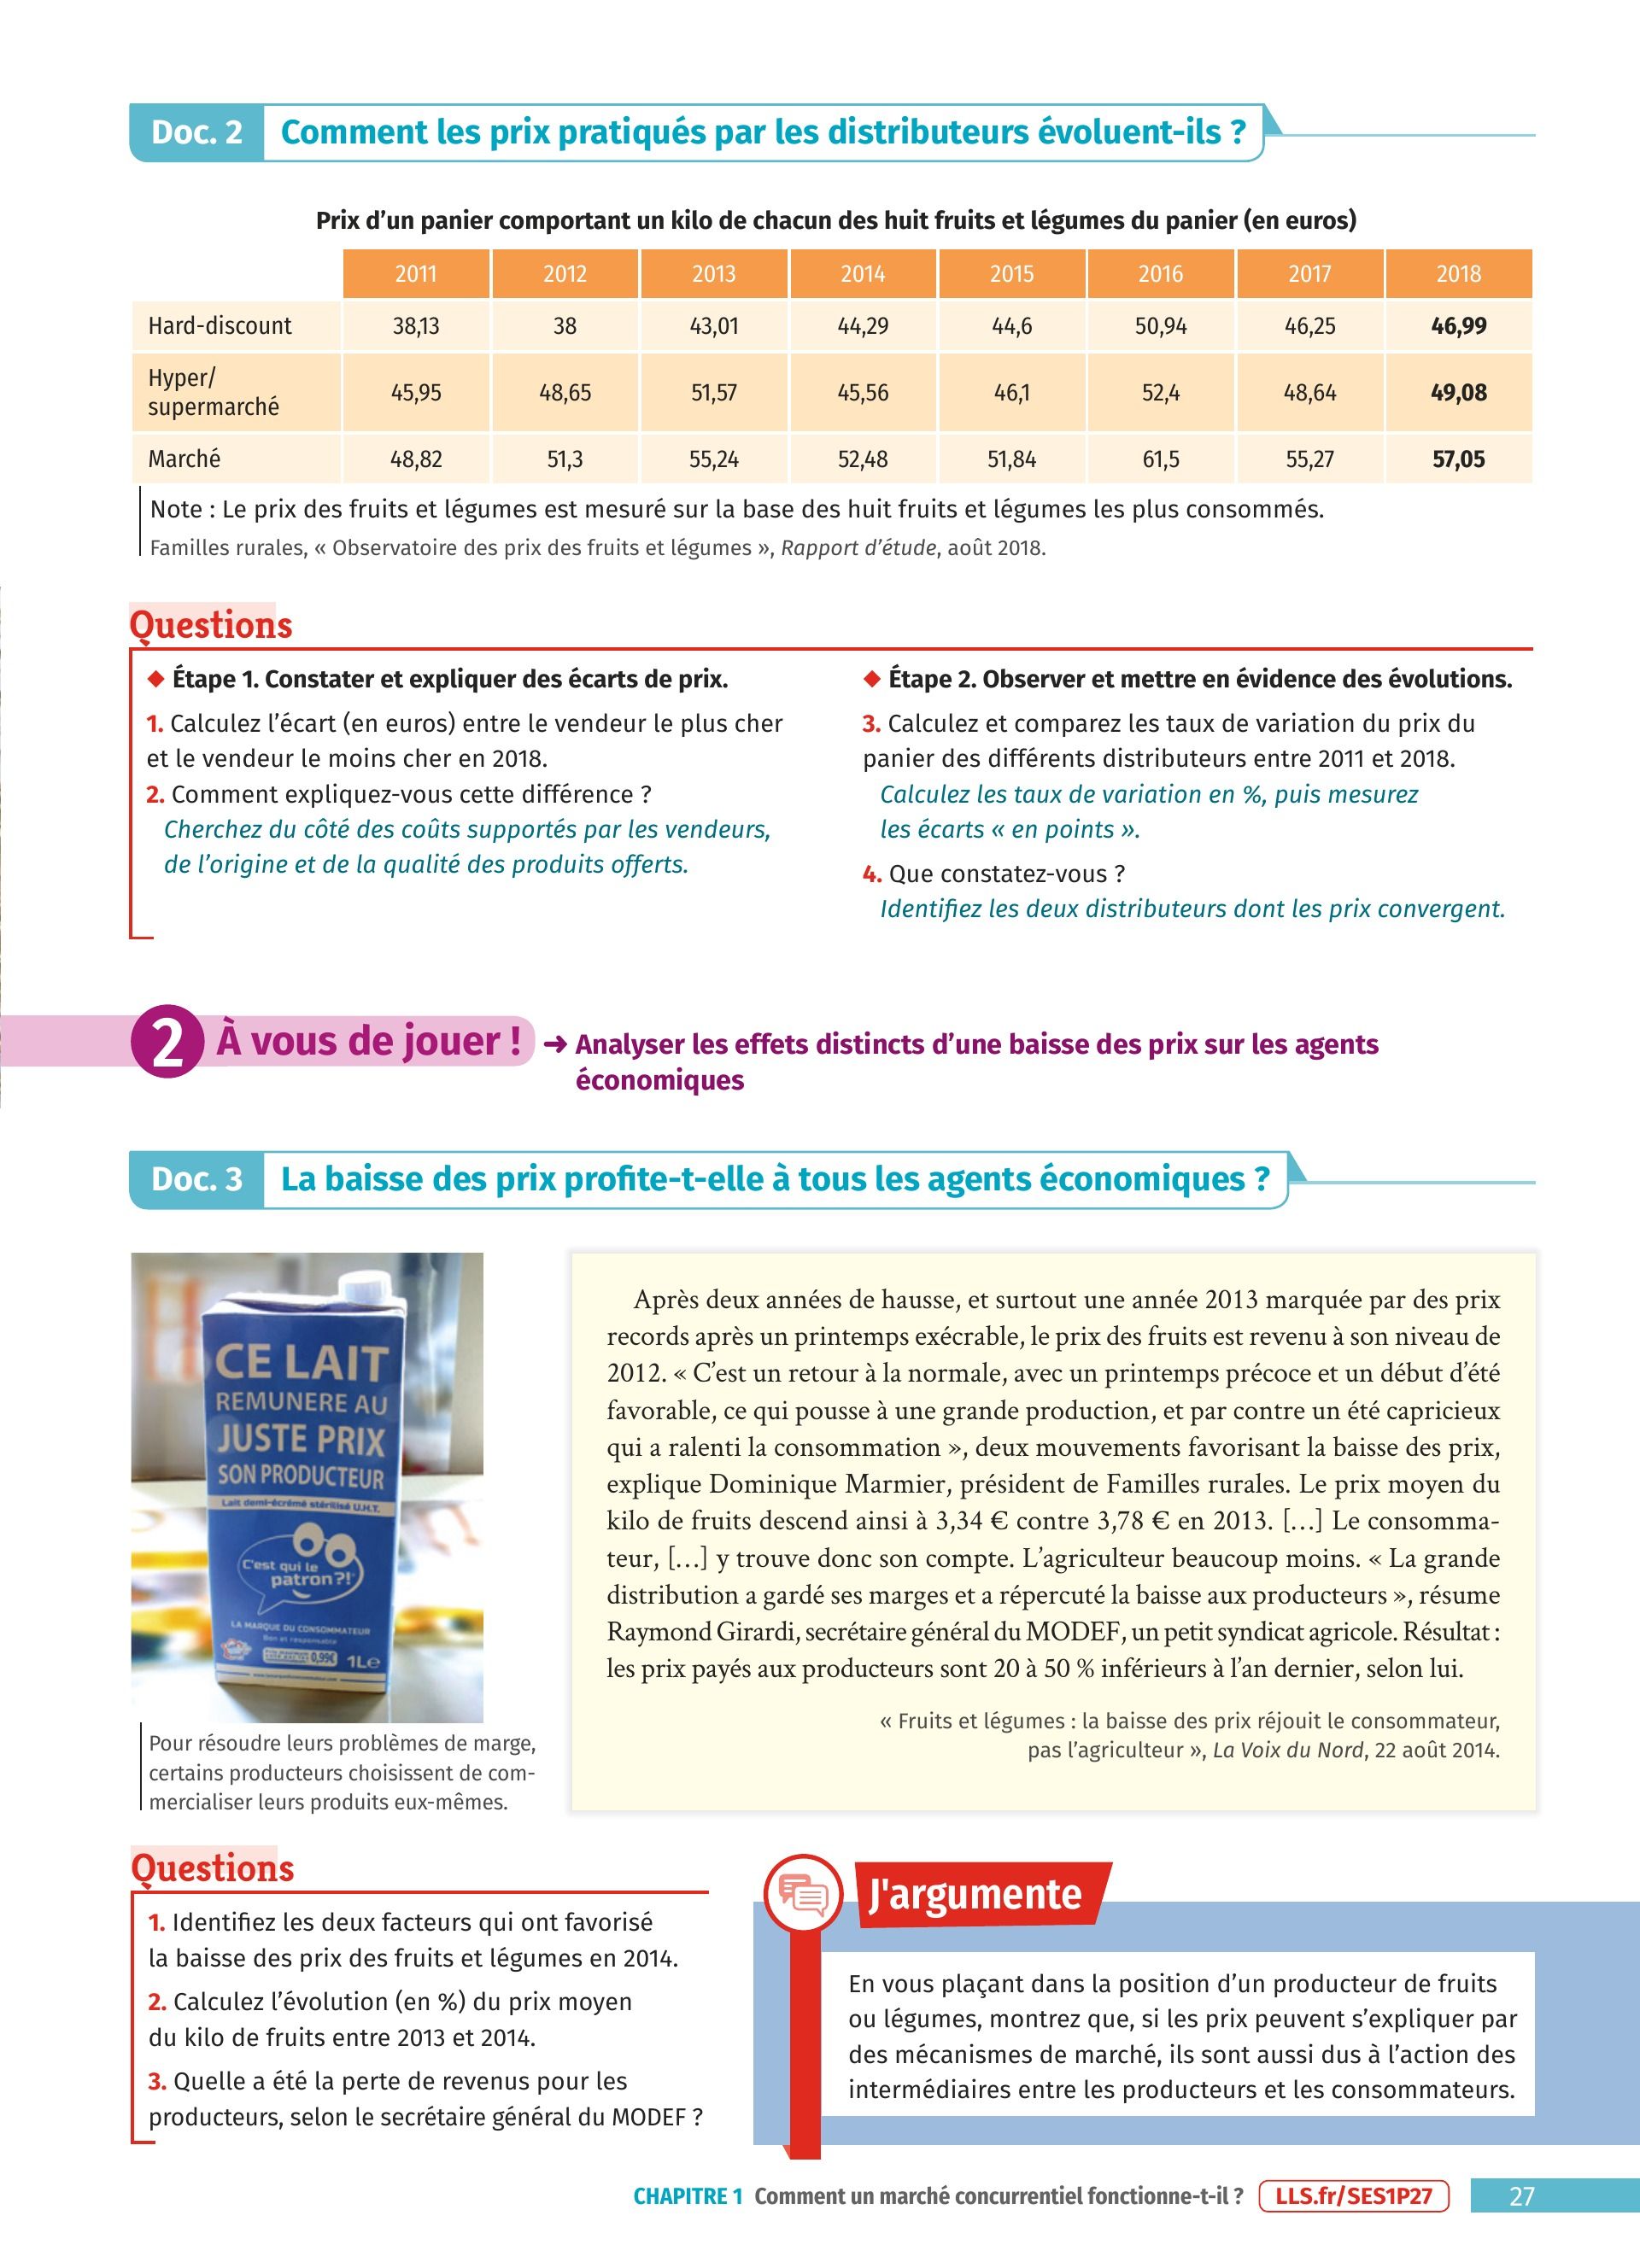 Doc. 2 Comment les prix pratiqués par les distributeurs évoluent-ils ?
Prix d’un panier comportant un kilo de chacun des huit fruits et légumes du panier (en euros)
2011 2012 2013 2014 2015 2016 2017 2018
Hard-discount 38,13 38 43,01 44,29 44,6 50,94 46,25 46,99
Hyper/
supermarché 45,95 48,65 51,57 45,56 46,1 52,4 48,64 49,08
Marché 48,82 51,3 55,24 52,48 51,84 61,5 55,27 57,05
Note : Le prix des fruits et légumes est mesuré sur la base des huit fruits et légumes les plus consommés.
Familles rurales, « Observatoire des prix des fruits et légumes », Rapport d’étude, août 2018.
Questions
◆ Étape 1. Constater et expliquer des écarts de prix.
1. Calculez l’écart (en euros) entre le vendeur le plus cher
et le vendeur le moins cher en 2018.
2. Comment expliquez-vous cette différence ?
Cherchez du côté des coûts supportés par les vendeurs,
de l’origine et de la qualité des produits offerts.
◆ Étape 2. Observer et mettre en évidence des évolutions.
3. Calculez et comparez les taux de variation du prix du
panier des différents distributeurs entre 2011 et 2018.
Calculez les taux de variation en %, puis mesurez
les écarts « en points ».
4. Que constatez-vous ?
Identifiez les deux distributeurs dont les prix convergent.
2 À vous de jouer ! → Analyser les effets distincts d’une baisse des prix sur les agents
économiques
Doc. 3 La baisse des prix profite-t-elle à tous les agents économiques ?
CE LAIT
REMUNERE AU
JUSTE PRIX
SON PRODUCTEUR
Lait demi-écrémé stérilisé U.H.T.
C'est qui le
patron?!
LA MARQUE DU CONSOMMATEUR
Bon et responsable
0,99€ 1Le
Pour résoudre leurs problèmes de marge,
certains producteurs choisissent de com-
mercialiser leurs produits eux-mêmes.
Après deux années de hausse, et surtout une année 2013 marquée par des prix
records après un printemps exécrable, le prix des fruits est revenu à son niveau de
2012. « C’est un retour à la normale, avec un printemps précoce et un début d’été
favorable, ce qui pousse à une grande production, et par contre un été capricieux
qui a ralenti la consommation », deux mouvements favorisant la baisse des prix,
explique Dominique Marmier, président de Familles rurales. Le prix moyen du
kilo de fruits descend ainsi à 3,34 € contre 3,78 € en 2013. […] Le consomma-
teur, […] y trouve donc son compte. L’agriculteur beaucoup moins. « La grande
distribution a gardé ses marges et a répercuté la baisse aux producteurs », résume
Raymond Girardi, secrétaire général du MODEF, un petit syndicat agricole. Résultat :
les prix payés aux producteurs sont 20 à 50 % inférieurs à l’an dernier, selon lui.
« Fruits et légumes : la baisse des prix réjouit le consommateur,
pas l’agriculteur », La Voix du Nord, 22 août 2014.
Questions
1. Identifiez les deux facteurs qui ont favorisé
la baisse des prix des fruits et légumes en 2014.
2. Calculez l’évolution (en %) du prix moyen
du kilo de fruits entre 2013 et 2014.
3. Quelle a été la perte de revenus pour les
producteurs, selon le secrétaire général du MODEF ?
J'argumente
En vous plaçant dans la position d’un producteur de fruits
ou légumes, montrez que, si les prix peuvent s’expliquer par
des mécanismes de marché, ils sont aussi dus à l’action des
intermédiaires entre les producteurs et les consommateurs.
CHAPITRE 1 Comment un marché concurrentiel fonctionne-t-il ? LLS.fr/SES1P27 27